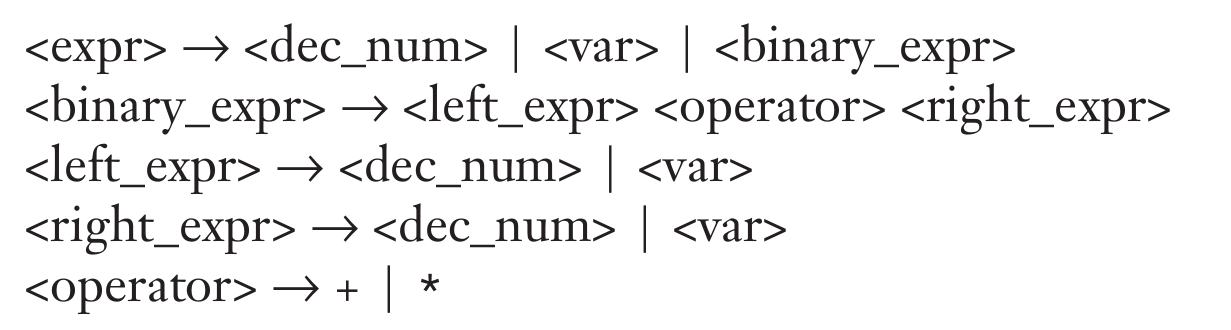 <expr> → <dec_num> | <var> | <binary_expr>
<binary_expr> → <left_expr> <operator> <right_expr>
<left_expr> → <dec_num> | <var>
<right_expr> → <dec_num> | <var>
<operator> → + | *